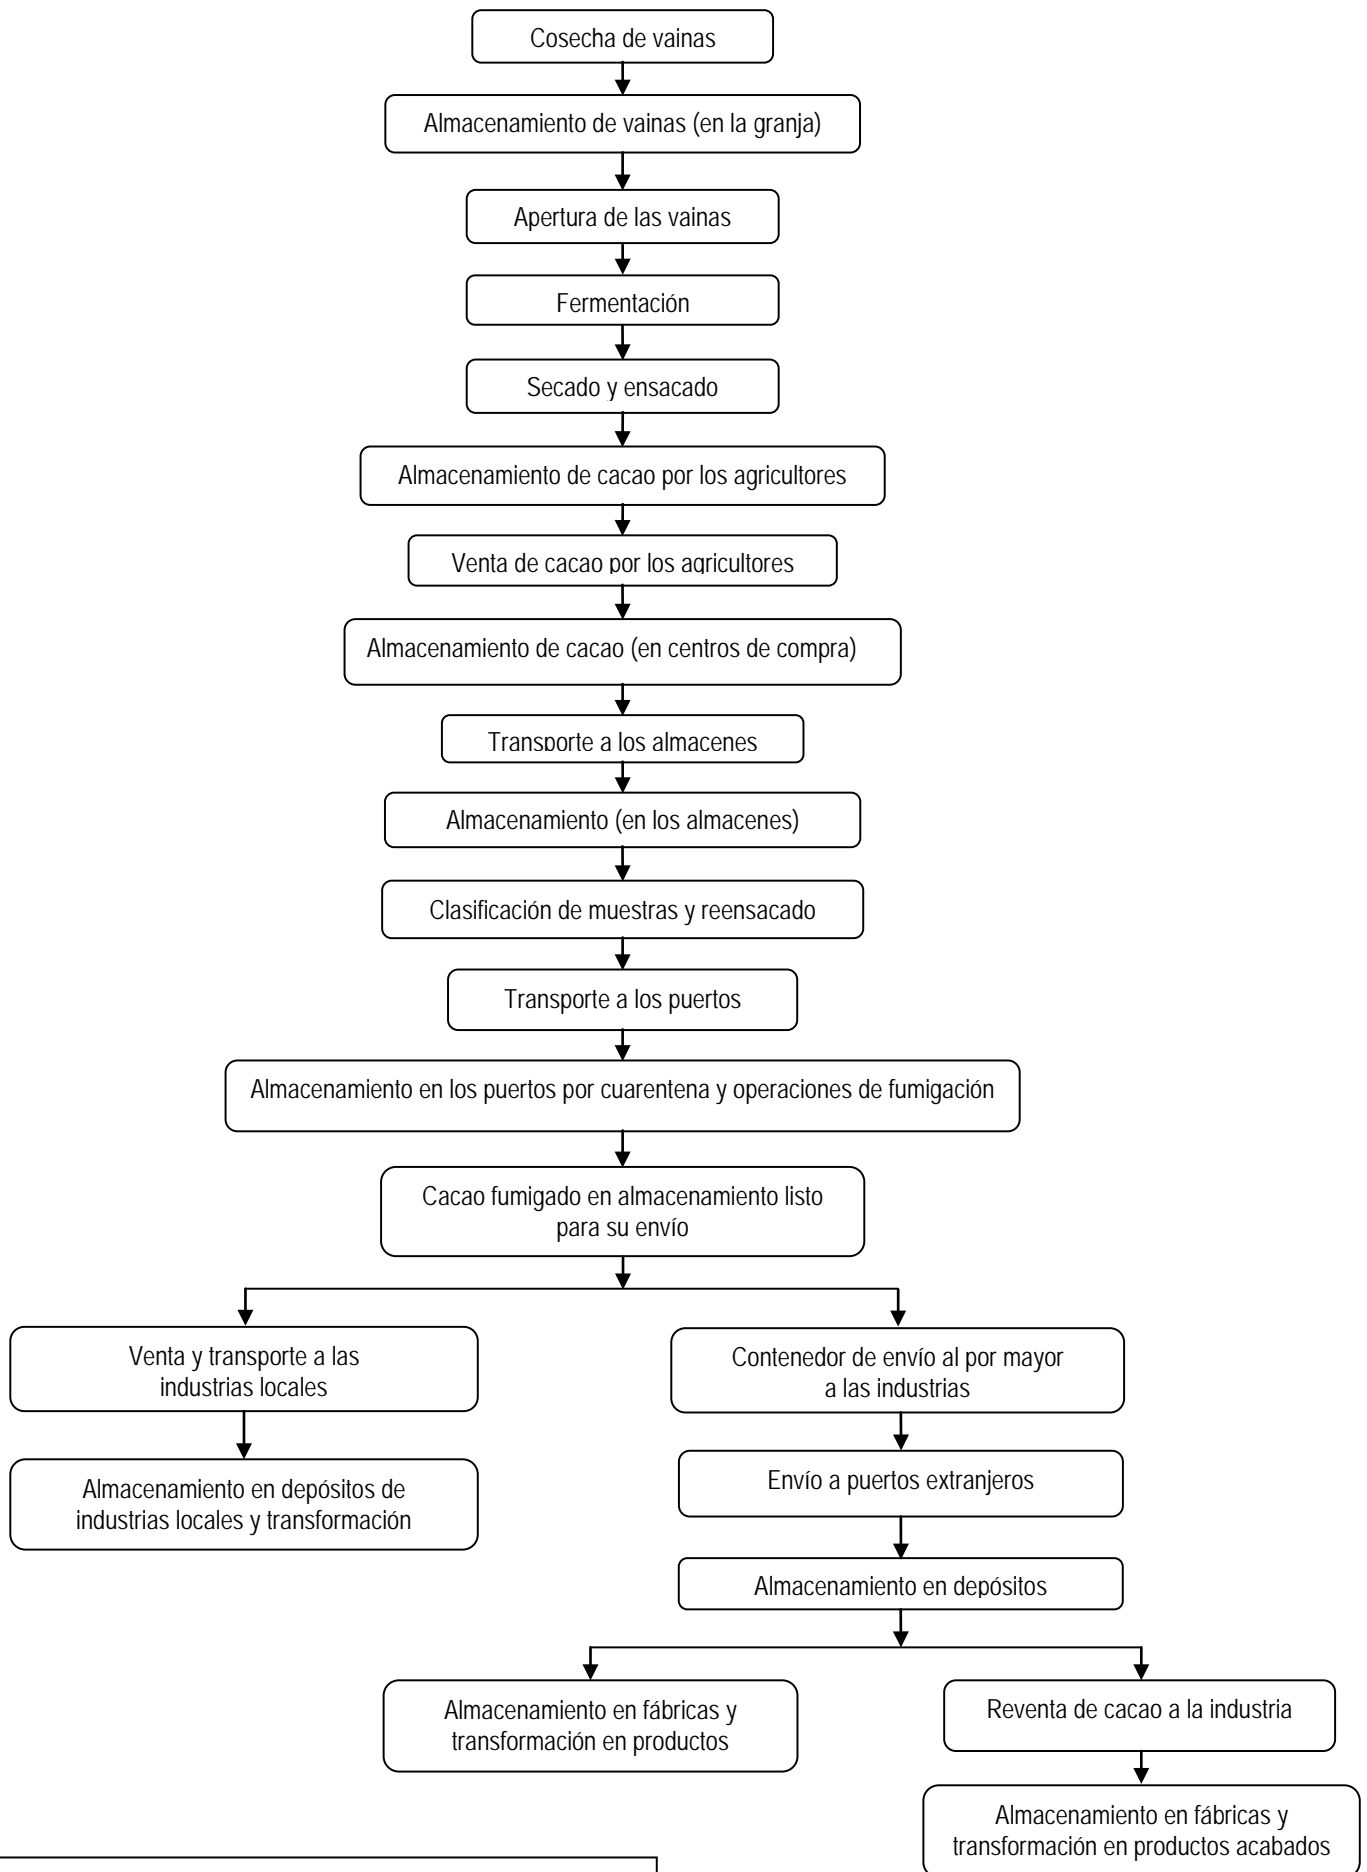 Cosecha de vainas
Almacenamiento de vainas (en la granja)
Apertura de las vainas
Fermentación
Secado y ensacado
Almacenamiento de cacao por los agricultores
Venta de cacao por los agricultores
Almacenamiento de cacao (en centros de compra)
Transporte a los almacenes
Almacenamiento (en los almacenes)
Clasificación de muestras y reensacado
Transporte a los puertos
Almacenamiento en los puertos por cuarentena y operaciones de fumigación
Cacao fumigado en almacenamiento listo
para su envío
Venta y transporte a las
industrias locales
Almacenamiento en depósitos de
industrias locales y transformación
Contenedor de envío al por mayor
a las industrias
Envío a puertos extranjeros
Almacenamiento en depósitos
Almacenamiento en fábricas y
transformación en productos
Reventa de cacao a la industria
Almacenamiento en fábricas y
transformación en productos acabados